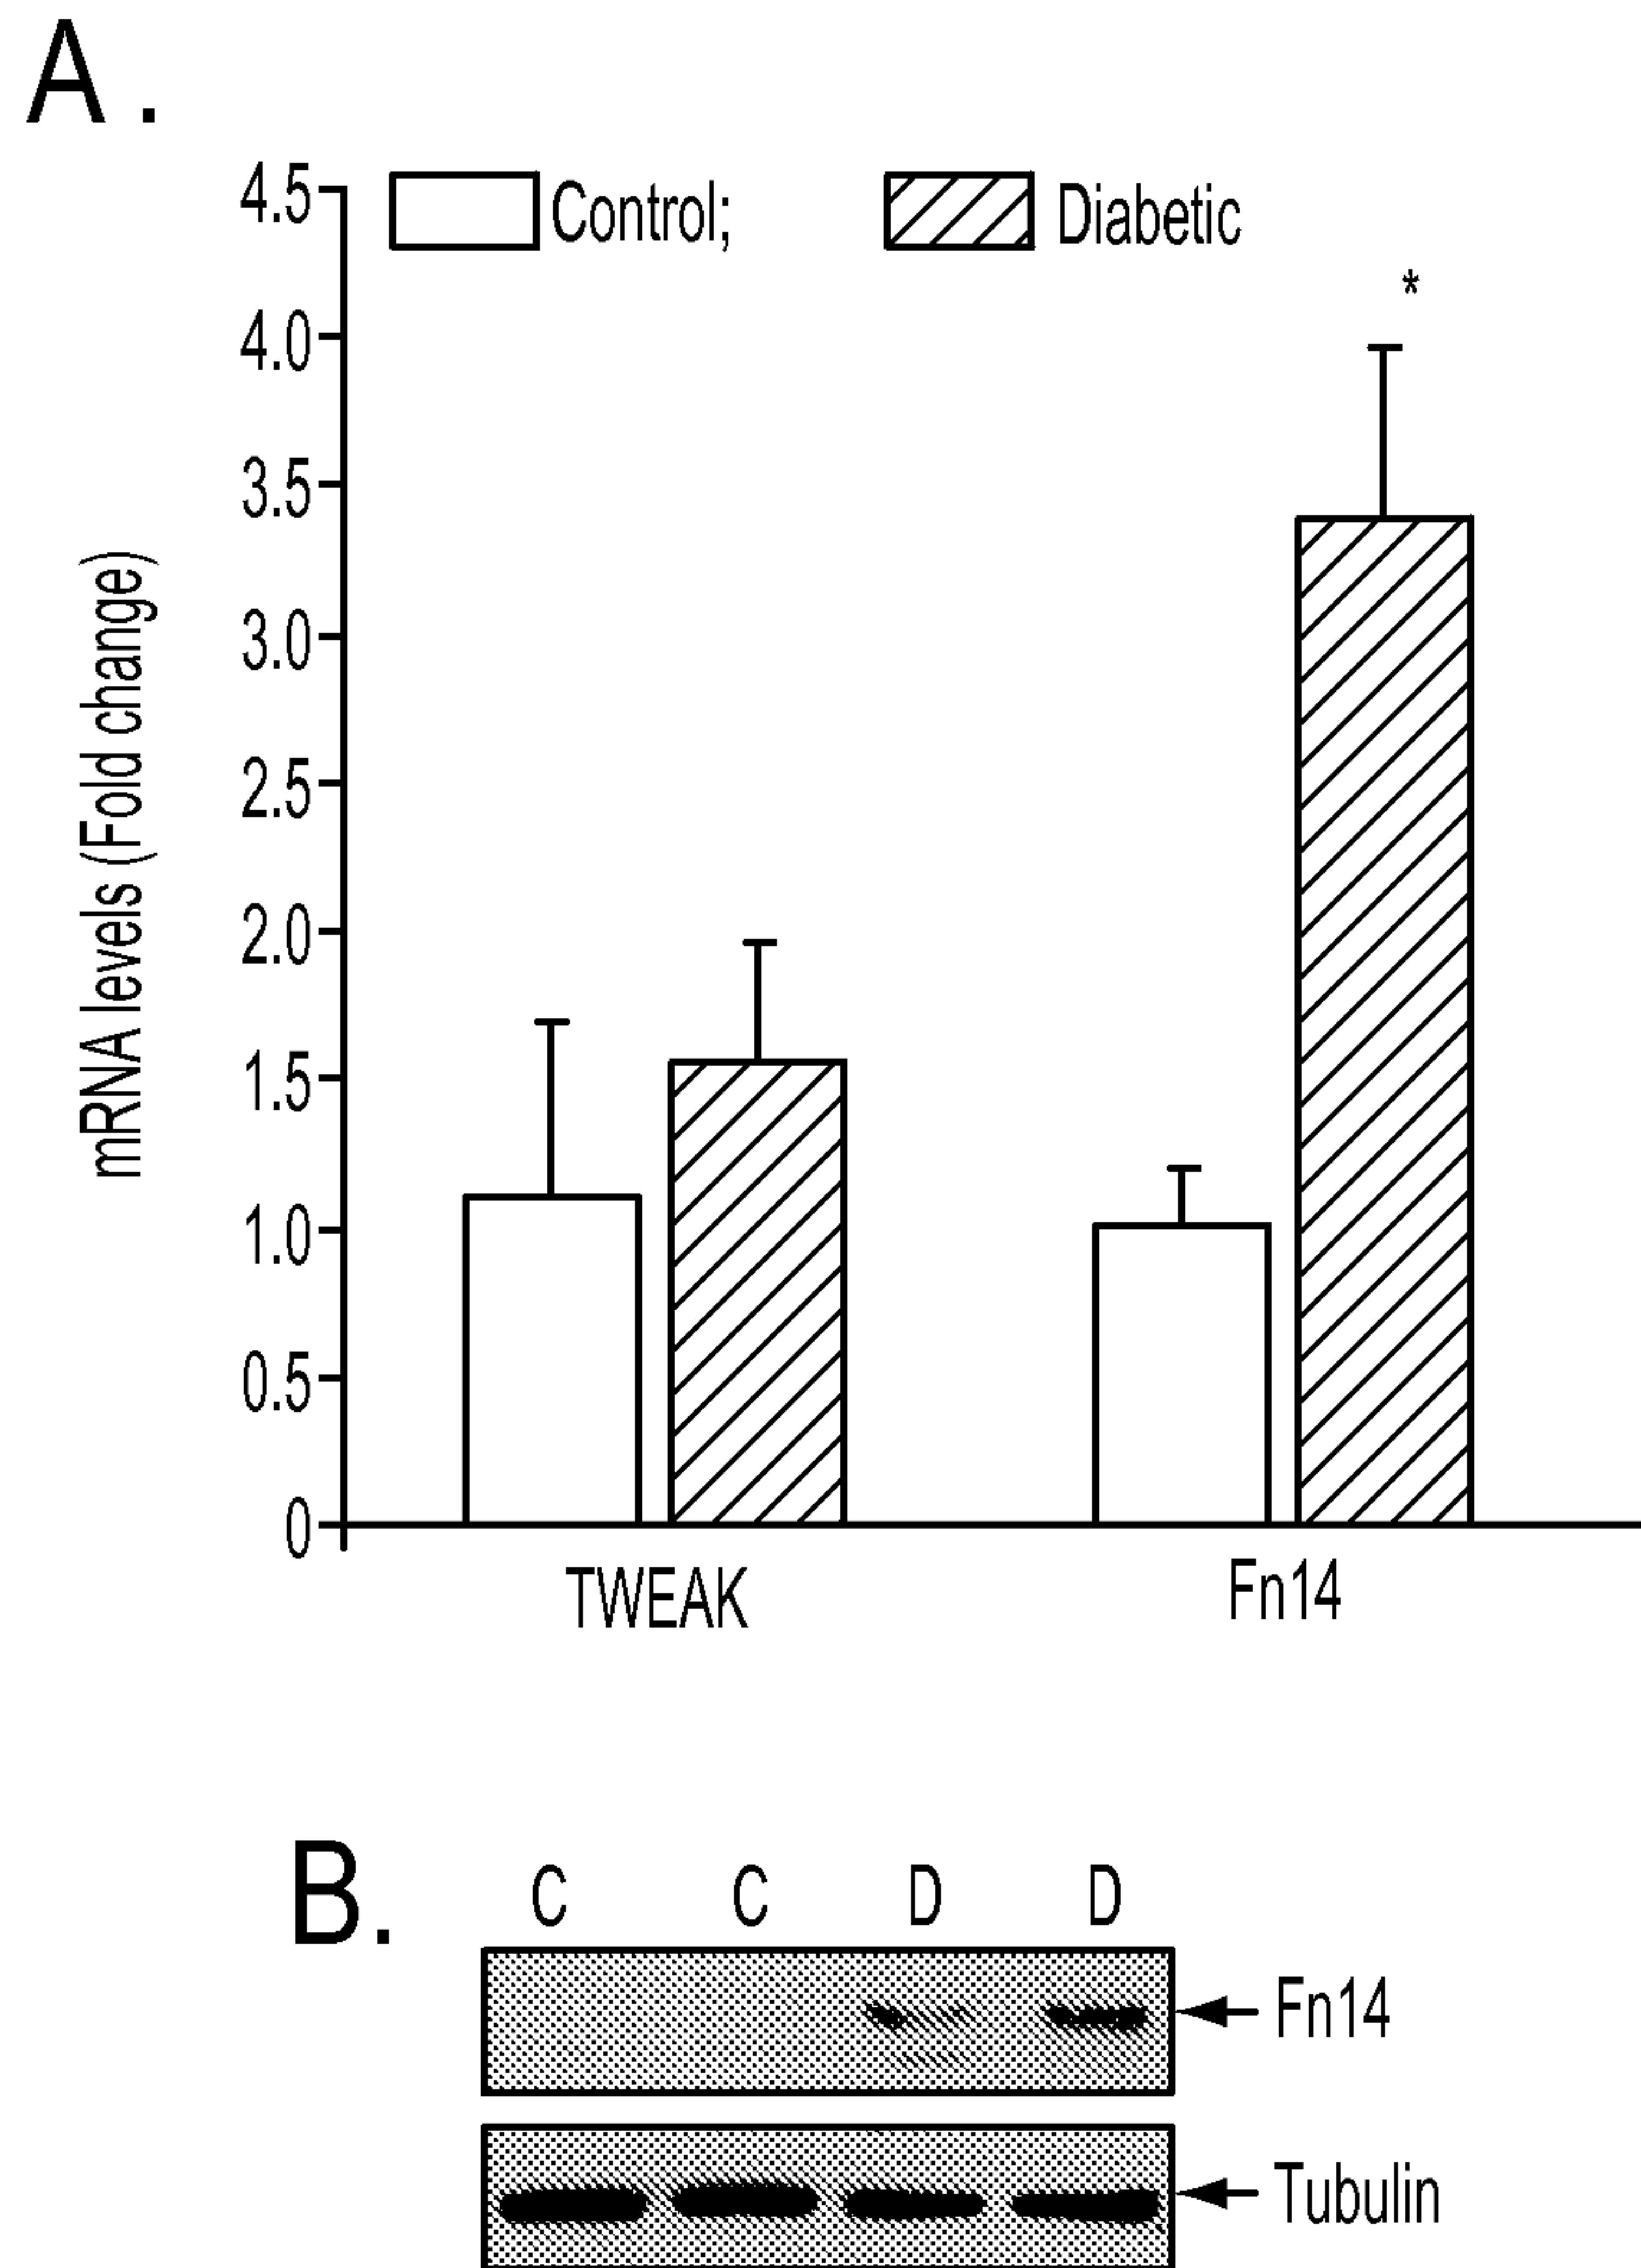 A.
Control; Diabetic
*
4.5
4.0
3.5
3.0
2.5
2.0
1.5
1.0
0.5
0
mRNA levels (Fold change)
TWEAK Fn14
B.
C C D D
Fn14
Tubulin